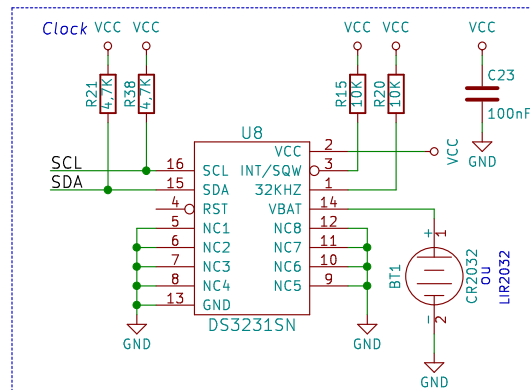 Clock VCC VCC VCC VCC VCC
R21 4,7K R38 4,7K R15 10K R20 10K C23
100nF
GND
U8
SCL 16 SCL VCC 2 VCC
SDA 15 SDA INT/SQW 3
4 RST 32KHZ 1
5 NC1 VBAT 14
6 NC2 NC8 12
7 NC3 NC7 11
8 NC4 NC6 10
13 GND NC5 9
DS3231SN
GND GND
BT1 + 1 CR2032 OU LIR2032
- 2
GND